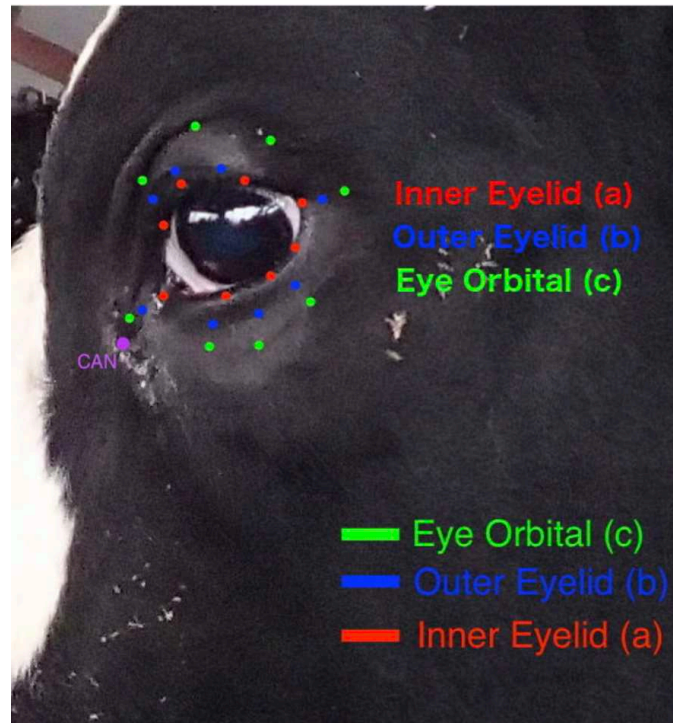 Inner Eyelid (a)
Outer Eyelid (b)
Eye Orbital (c)
CAN
Eye Orbital (c)
Outer Eyelid (b)
Inner Eyelid (a)